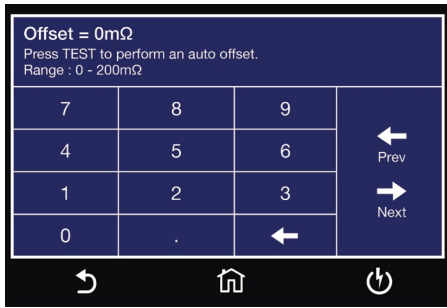 Offset = 0mΩ
Press TEST to perform an auto offset.
Range : 0 - 200mΩ
7 8 9
4 5 6
Prev
1 2 3
Next
0 .